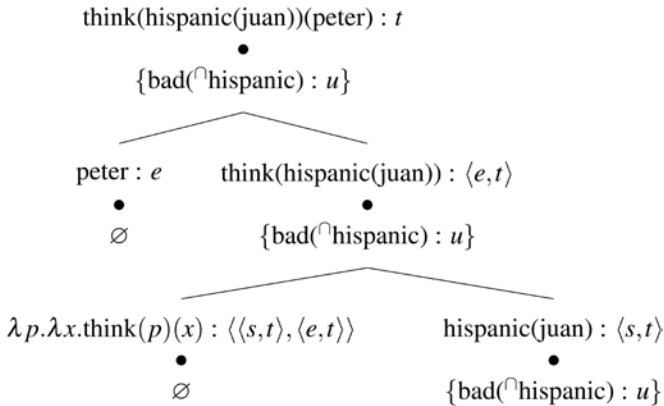 think(hispanic(juan))(peter) : t
●
{bad(∩hispanic) : u}
peter : e think(hispanic(juan)) : ⟨e,t⟩
● ●
∅ {bad(∩hispanic) : u}
λp.λx.think(p)(x) : ⟨⟨s,t⟩,⟨e,t⟩⟩ hispanic(juan) : ⟨s,t⟩
● ●
∅ {bad(∩hispanic) : u}